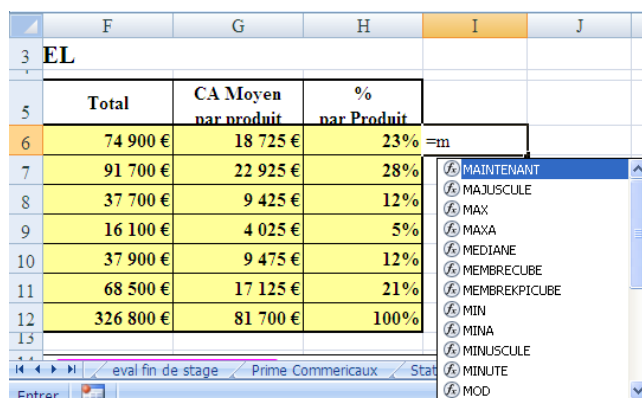 F G H I J
3 EL
5 Total CA Moyen par produit % par Produit
6 74 900 € 18 725 € 23% =m
7 91 700 € 22 925 € 28% MAINTENANT
MAJUSCULE
8 37 700 € 9 425 € 12% MAX
9 16 100 € 4 025 € 5% MAXA
MEDIANE
10 37 900 € 9 475 € 12% MEMBRECUBE
11 68 500 € 17 125 € 21% MEMBREKPICUBE
MIN
12 326 800 € 81 700 € 100% MINA
13 MINUSCULE
eval fin de stage Prime Commericaux Stat MINUTE
Entrer MOD